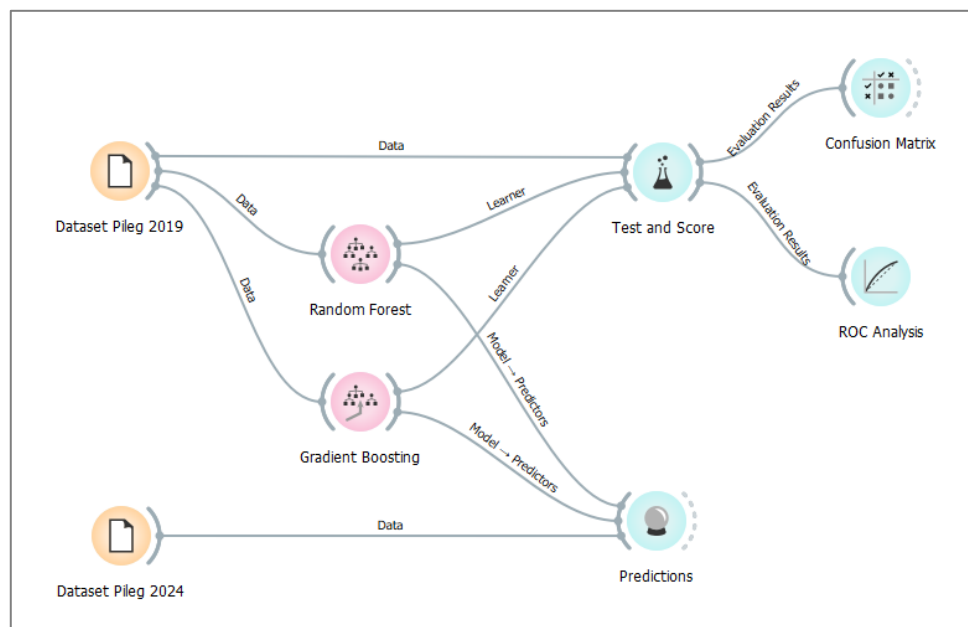 Evaluation Results
Confusion Matrix
Data
Dataset Pileg 2019
Data
Learner
Test and Score
Evaluation Results
Data
Random Forest
Learner
ROC Analysis
Model → Predictors
Gradient Boosting
Model → Predictors
Data
Dataset Pileg 2024
Predictions